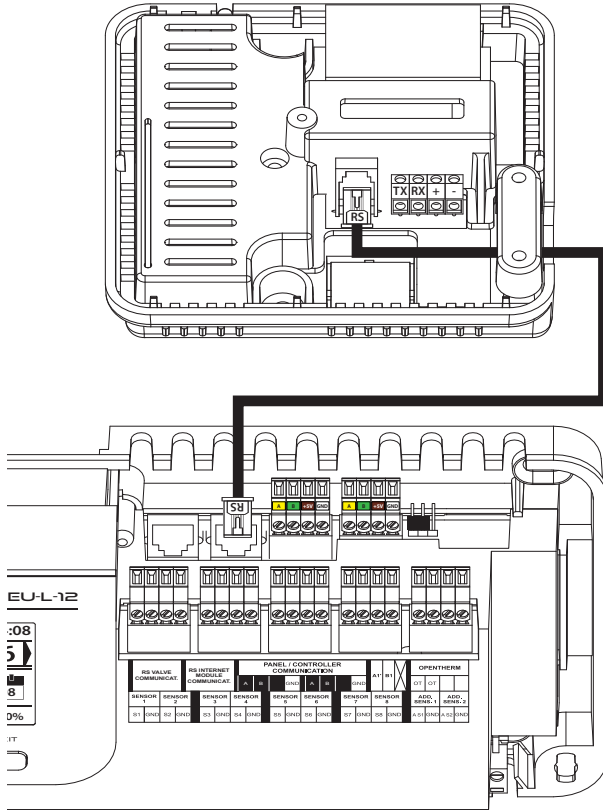 TX RX + -
RS
RS
A B +5V GND A B +5V GND
EU-L-12
:08
5
8
0%
XIT
RS VALVE COMMUNICAT.
RS INTERNET MODULE COMMUNICAT.
PANEL / CONTROLLER COMMUNICATION
A B GND A B GND
A1' B1
OPENTHERM
OT OT
SENSOR 1 SENSOR 2 SENSOR 3 SENSOR 4 SENSOR 5 SENSOR 6 SENSOR 7 SENSOR 8 ADD, SENS. 1 ADD, SENS. 2
S1 GND S2 GND S3 GND S4 GND S5 GND S6 GND S7 GND S8 GND A S1 GND A S2 GND